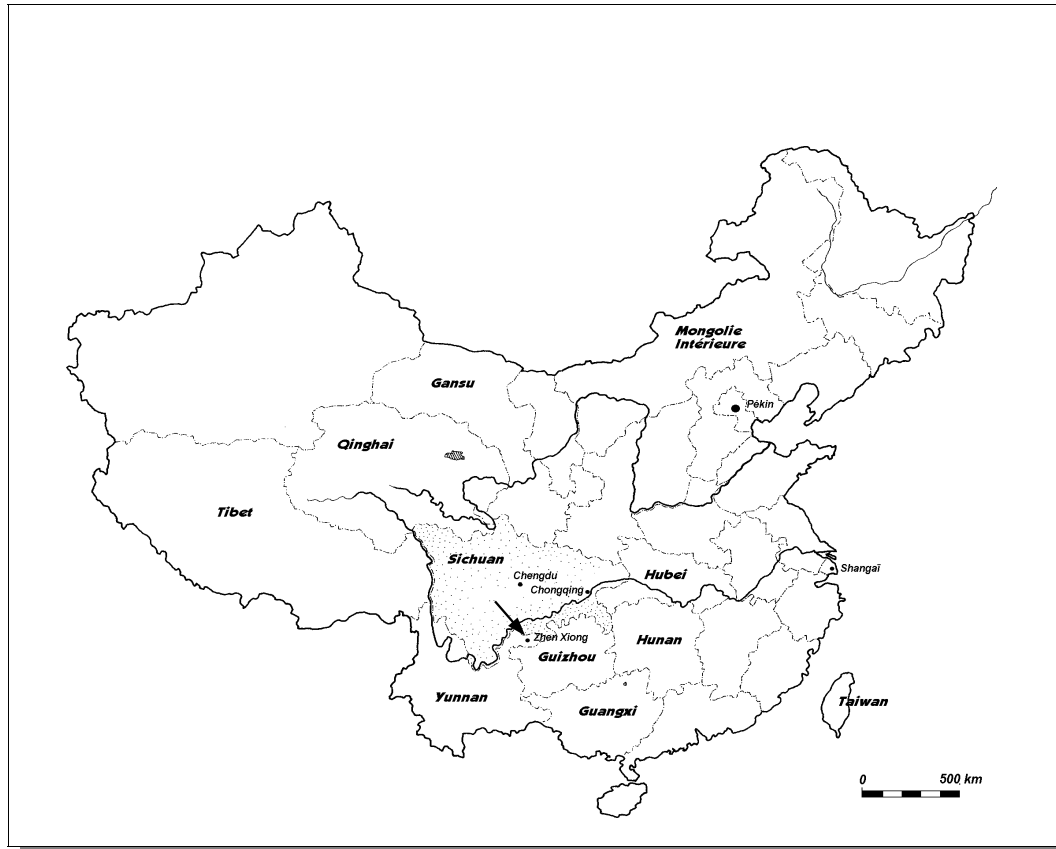 Mongolie
Intérieure
Gansu
Pékin
Qinghai
Tibet
Sichuan
Shangaï
Chengdu
Hubei
Chongqing
Zhen Xiong
Hunan
Guizhou
Yunnan
Taiwan
Guangxi
0 500 km